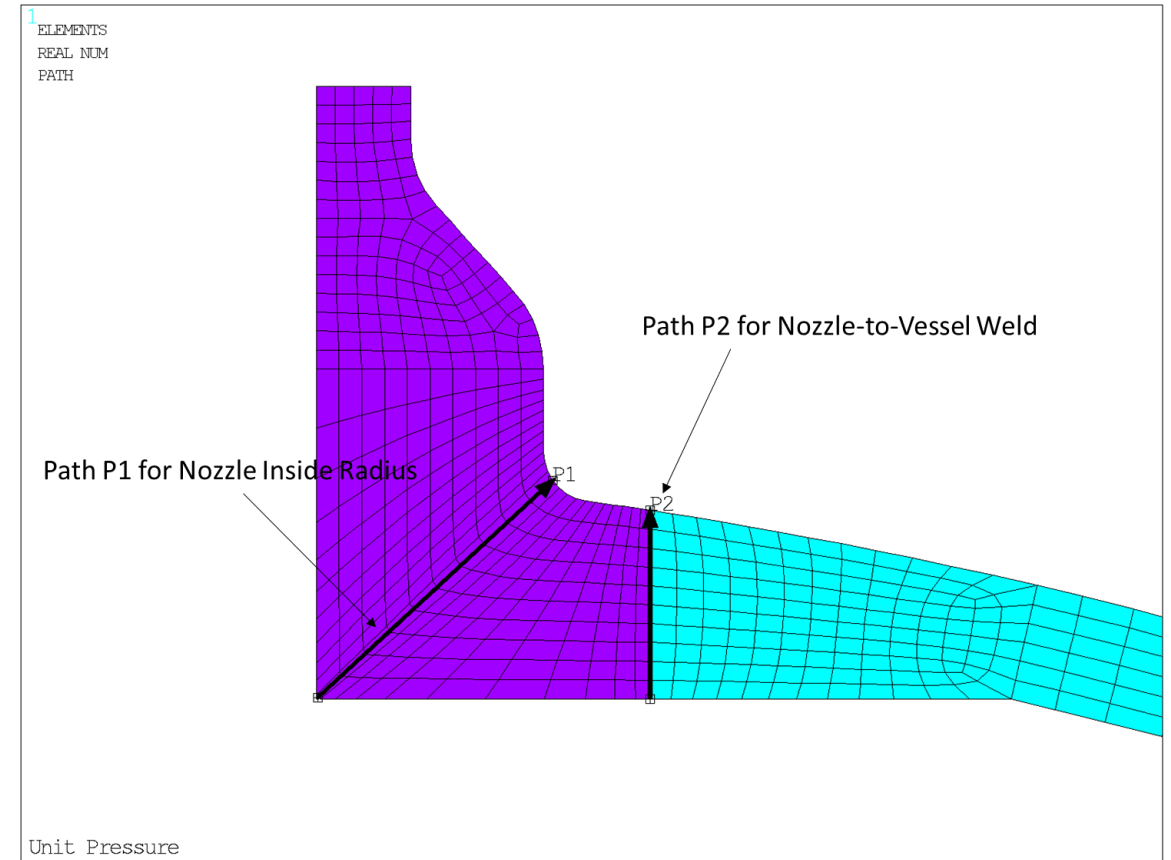 1
ELEMENTS
REAL NUM
PATH
Path P2 for Nozzle-to-Vessel Weld
Path P1 for Nozzle Inside Radius
P1
P2
Unit Pressure